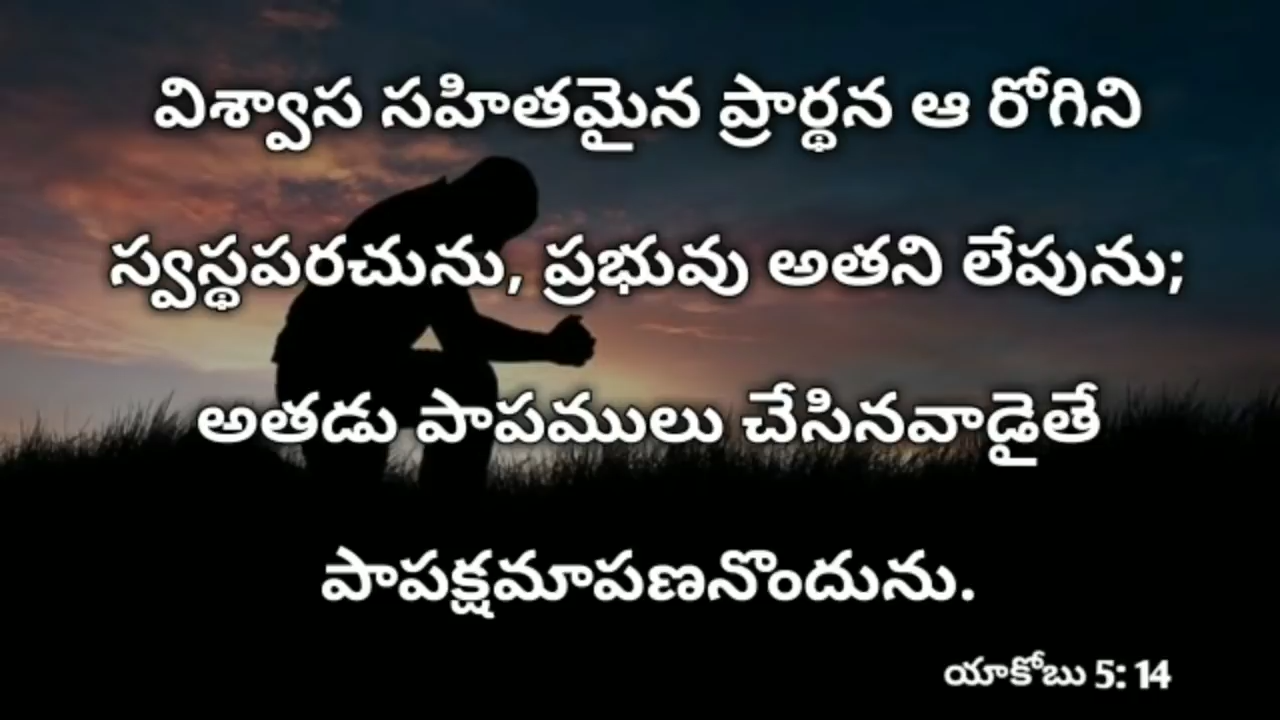 విశ్వాస సహితమైన ప్రార్థన ఆ రోగిని
స్వస్థపరచును, ప్రభువు అతని లేపును;
అతడు పాపములు చేసినవాడైతే
పాపక్షమాపణనొందును.
యాకోబు 5: 14